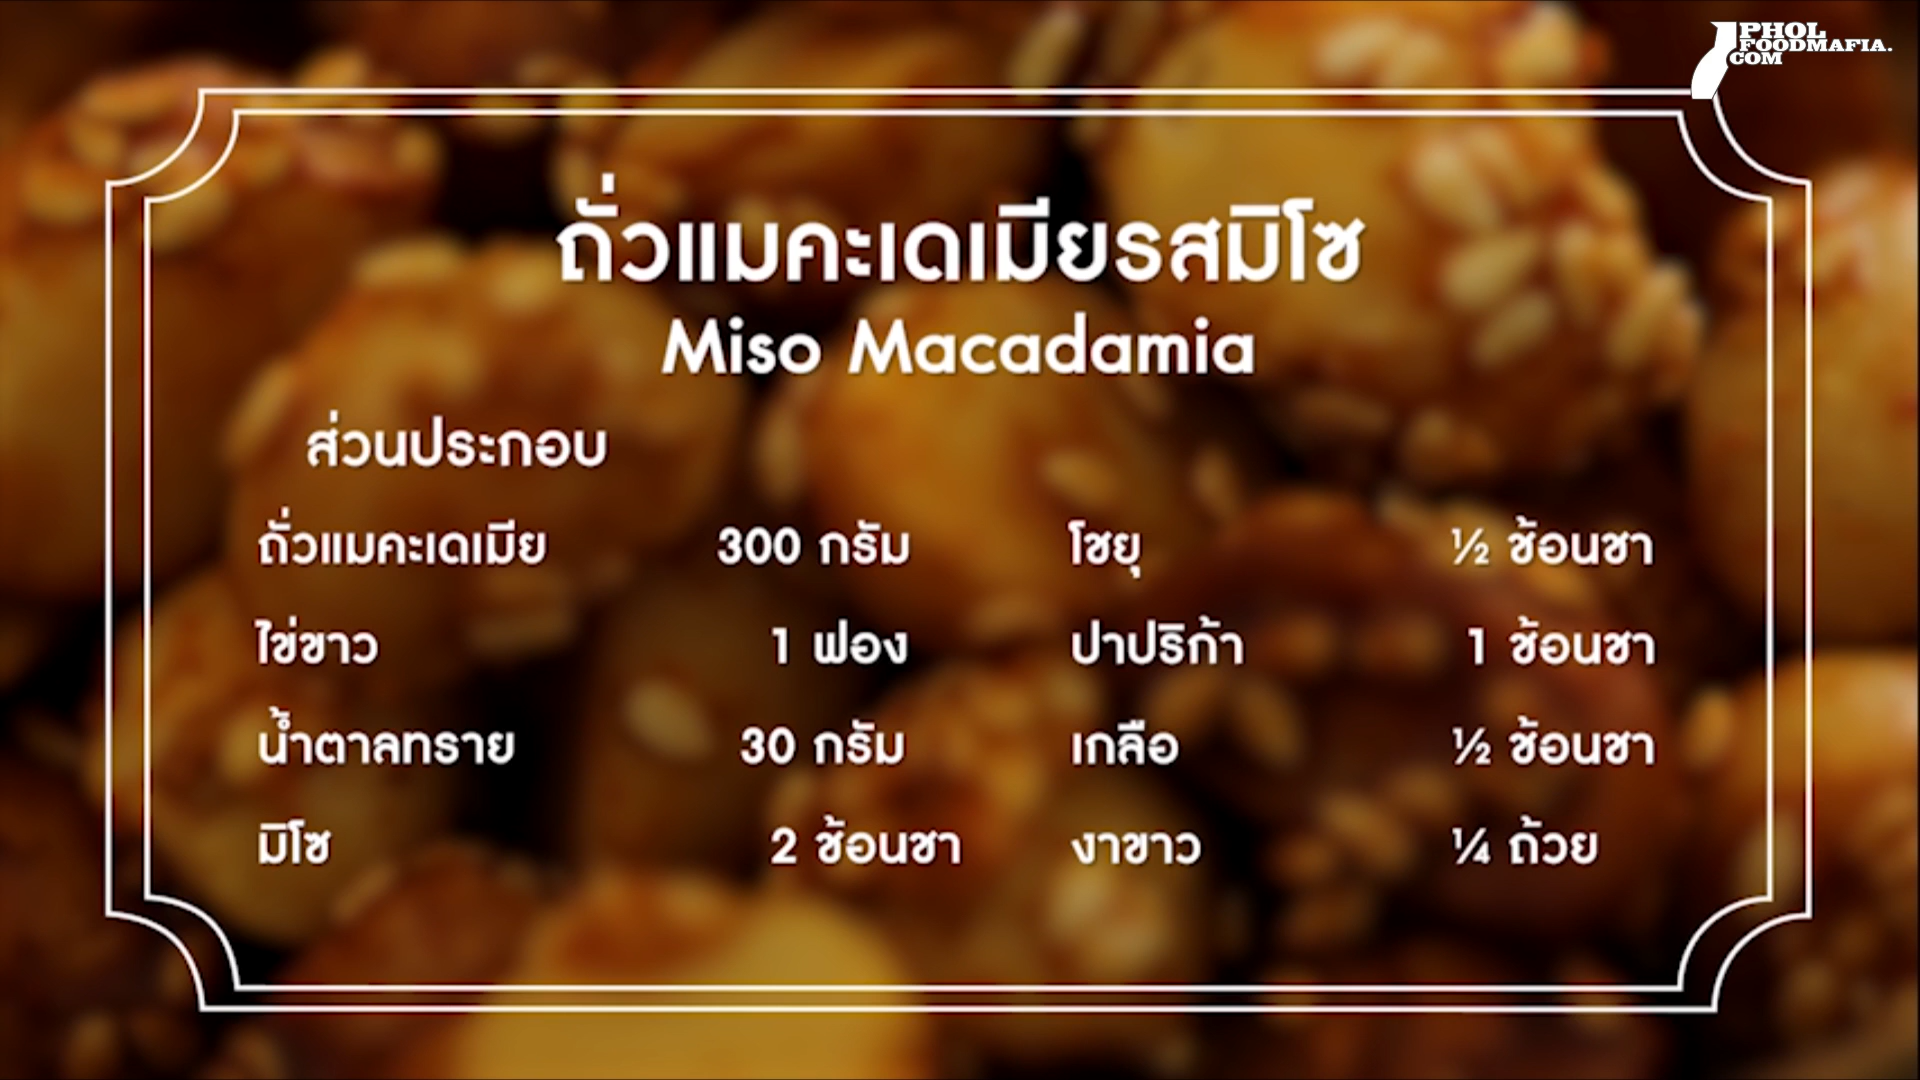 PHOL
FOODMAFIA.
COM
ถั่วแมคะเดเมียรสมิโซ
Miso Macadamia
ส่วนประกอบ
ถั่วแมคะเดเมีย 300 กรัม โชยุ ½ ช้อนชา
ไข่ขาว 1 ฟอง ปาปริก้า 1 ช้อนชา
น้ำตาลทราย 30 กรัม เกลือ ½ ช้อนชา
มิโซ 2 ช้อนชา งาขาว ¼ ถ้วย